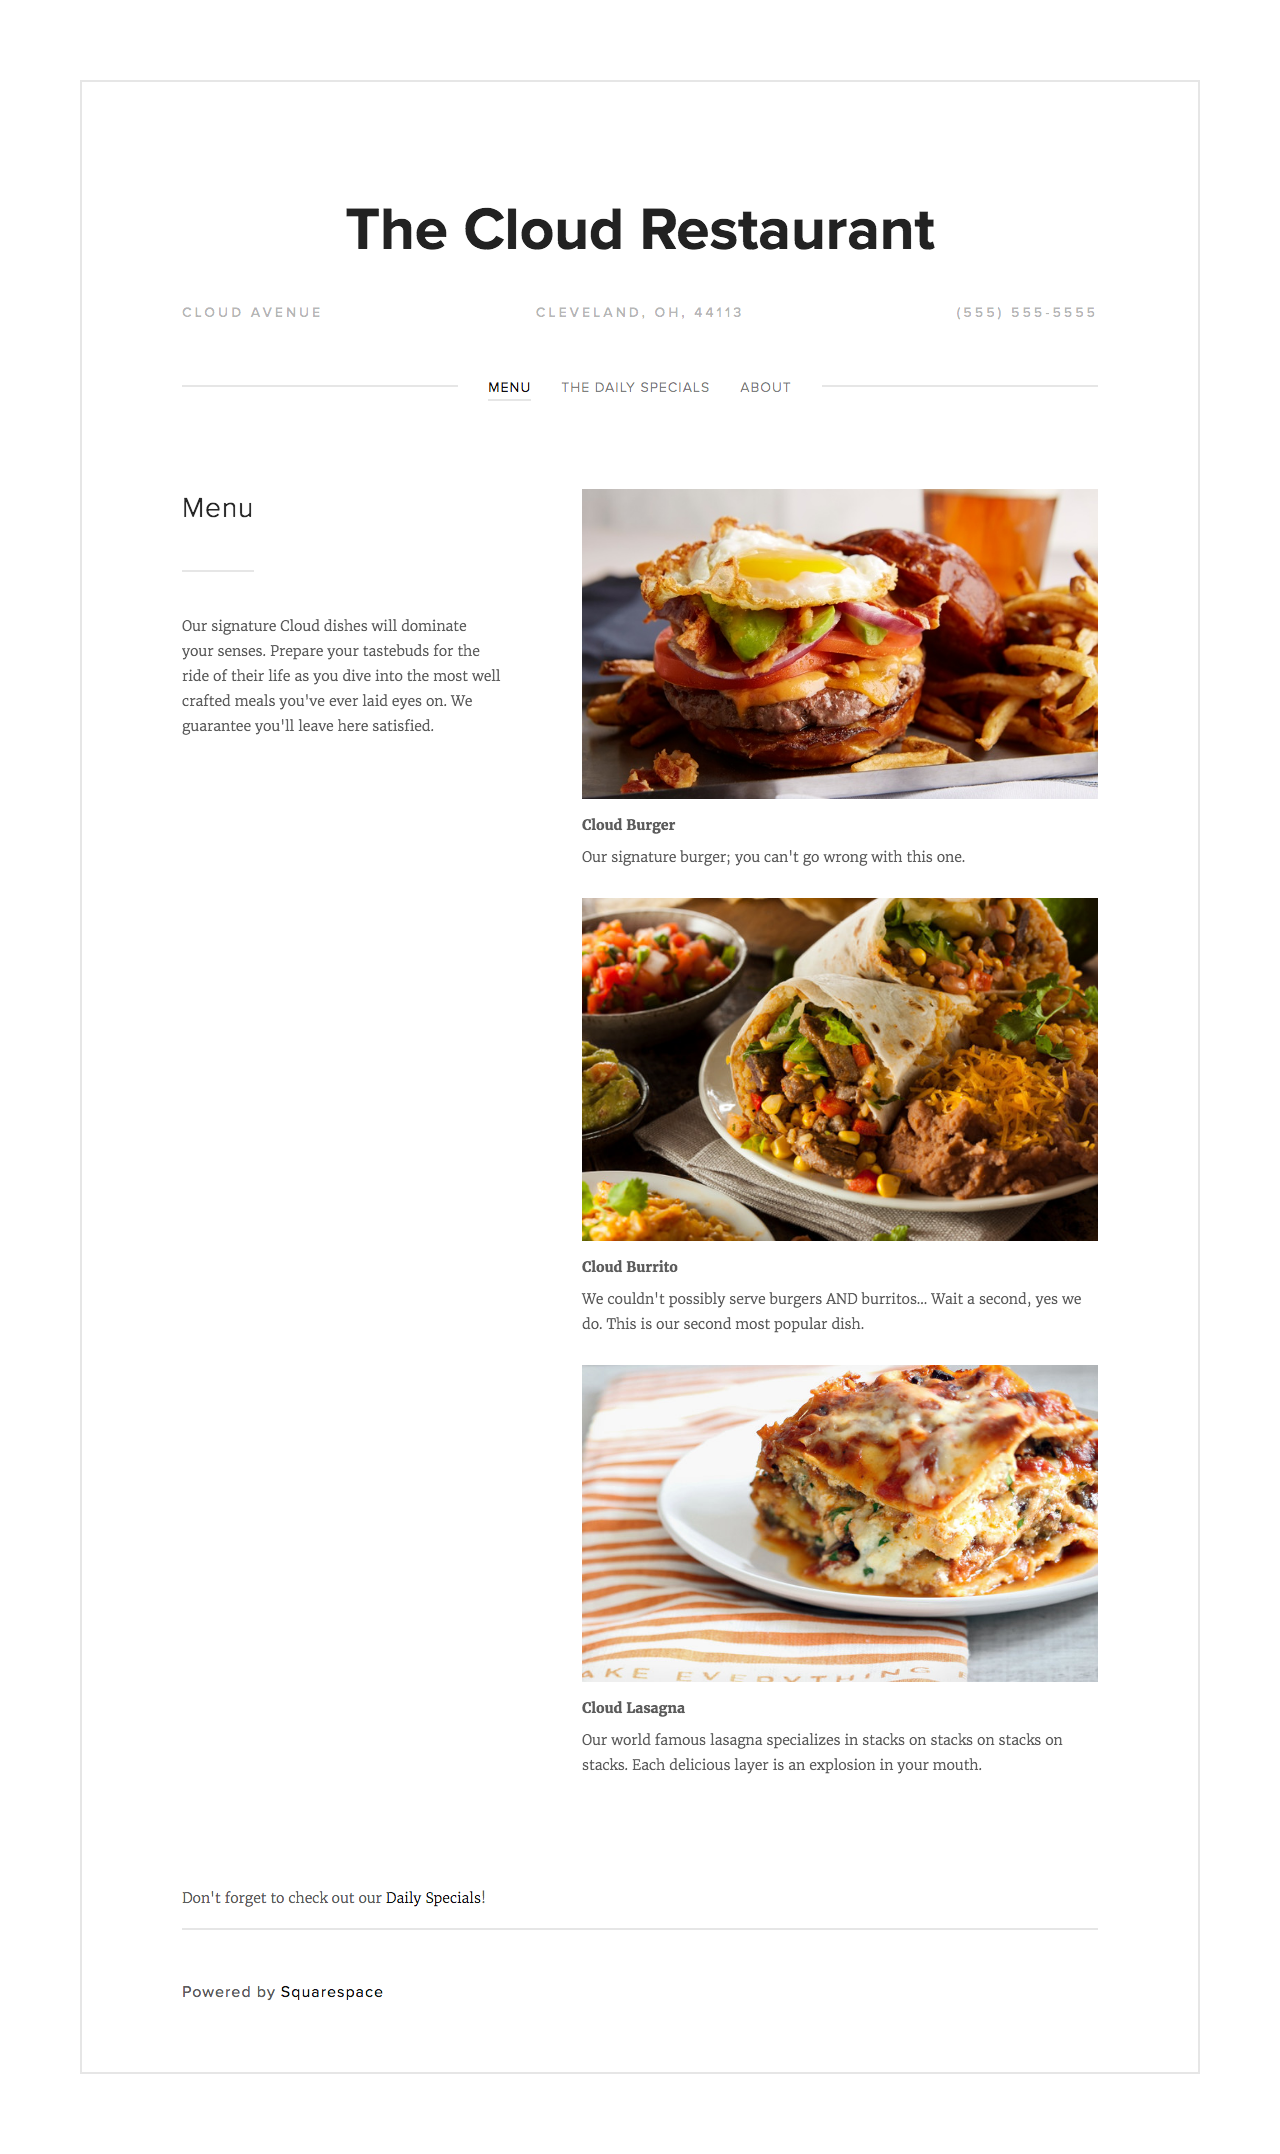 The Cloud Restaurant
CLOUD AVENUE
CLEVELAND, OH, 44113
(555) 555-5555
MENU
THE DAILY SPECIALS
ABOUT
Menu
Our signature Cloud dishes will dominate
your senses. Prepare your tastebuds for the
ride of their life as you dive into the most well
crafted meals you've ever laid eyes on. We
guarantee you'll leave here satisfied.
Cloud Burger
Our signature burger; you can't go wrong with this one.
Cloud Burrito
We couldn't possibly serve burgers AND burritos... Wait a second, yes we
do. This is our second most popular dish.
AKE EVERYTHING
Cloud Lasagna
Our world famous lasagna specializes in stacks on stacks on stacks on
stacks. Each delicious layer is an explosion in your mouth.
Don't forget to check out our Daily Specials!
Powered by Squarespace